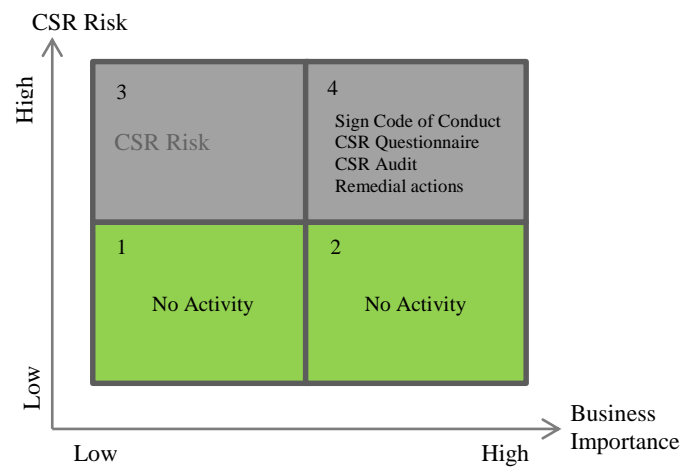 CSR Risk
High
3
CSR Risk
4
Sign Code of Conduct
CSR Questionnaire
CSR Audit
Remedial actions
1
No Activity
2
No Activity
Low
Low
High
Business
Importance